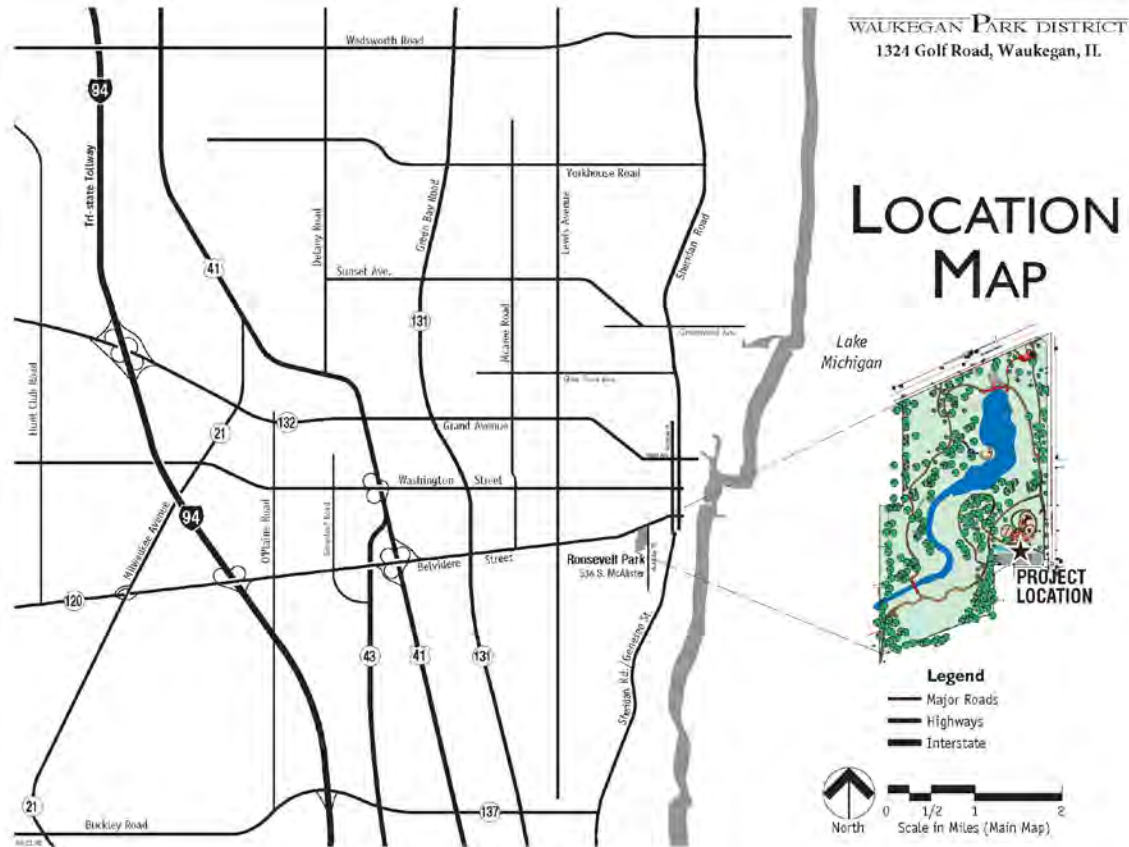 WAUKEGAN PARK DISTRICT
1324 Golf Road, Waukegan, IL
LOCATION
MAP
Wadsworth Road
94
Tri-state Tollway
41
Hunt Club Road
Delany Road
Green Bay Road
131
Yorkhouse Road
Lewis Avenue
Sheridan Road
Sunset Ave.
McAree Road
Greenwood Ave.
Lake
Michigan
132
Grand Avenue
21
Washington Street
94
Milwaukee Avenue
O'Plaine Road
Belvidere Street
120
Roosevelt Park
536 S. McAlister
43
41
131
Sheridan Rd./Genesee St.
21
Buckley Road
137
PROJECT
LOCATION
Legend
Major Roads
Highways
Interstate
North
0 1/2 1 2
Scale in Miles (Main Map)